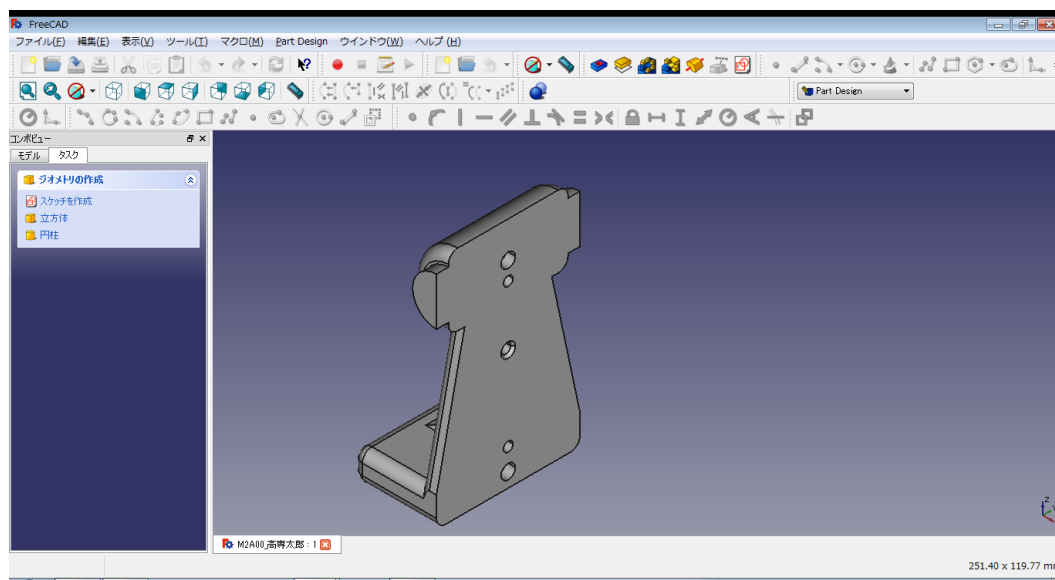 FreeCAD
ファイル(F) 編集(E) 表示(V) ツール(T) マクロ(M) Part Design ウインドウ(W) ヘルプ(H)
Part Design
コンボビュー
モデル タスク
ジオメトリの作成
スケッチを作成
立方体
円柱
Z
M2A00_高専太郎 : 1
251.40 x 119.77 mm